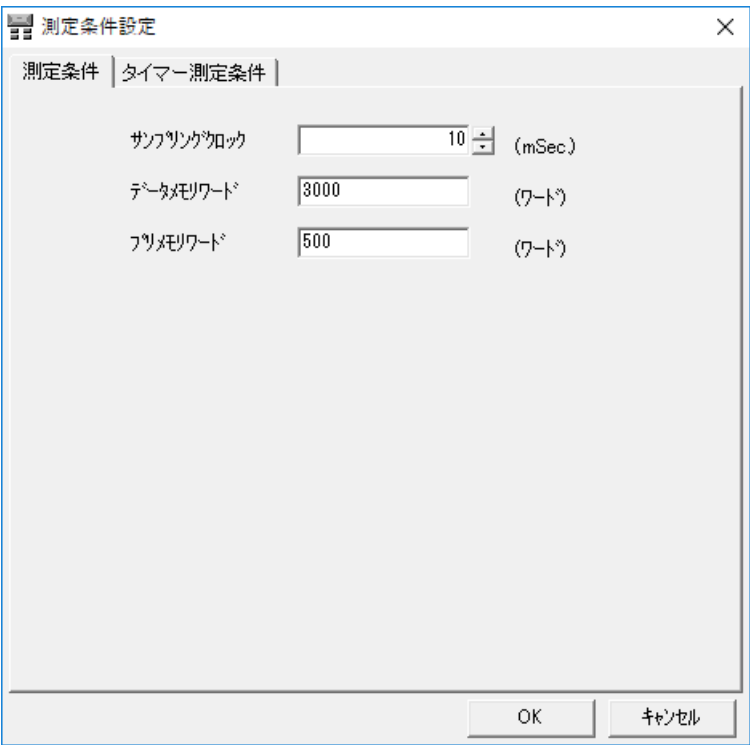 測定条件設定
測定条件 タイマー測定条件
ｻﾝﾌﾟﾘﾝｸﾞｸﾛｯｸ 10 (mSec.)
ﾃﾞｰﾀﾒﾓﾘﾜｰﾄﾞ 3000 (ﾜｰﾄﾞ)
ﾌﾟﾘﾒﾓﾘﾜｰﾄﾞ 500 (ﾜｰﾄﾞ)
OK ｷｬﾝｾﾙ